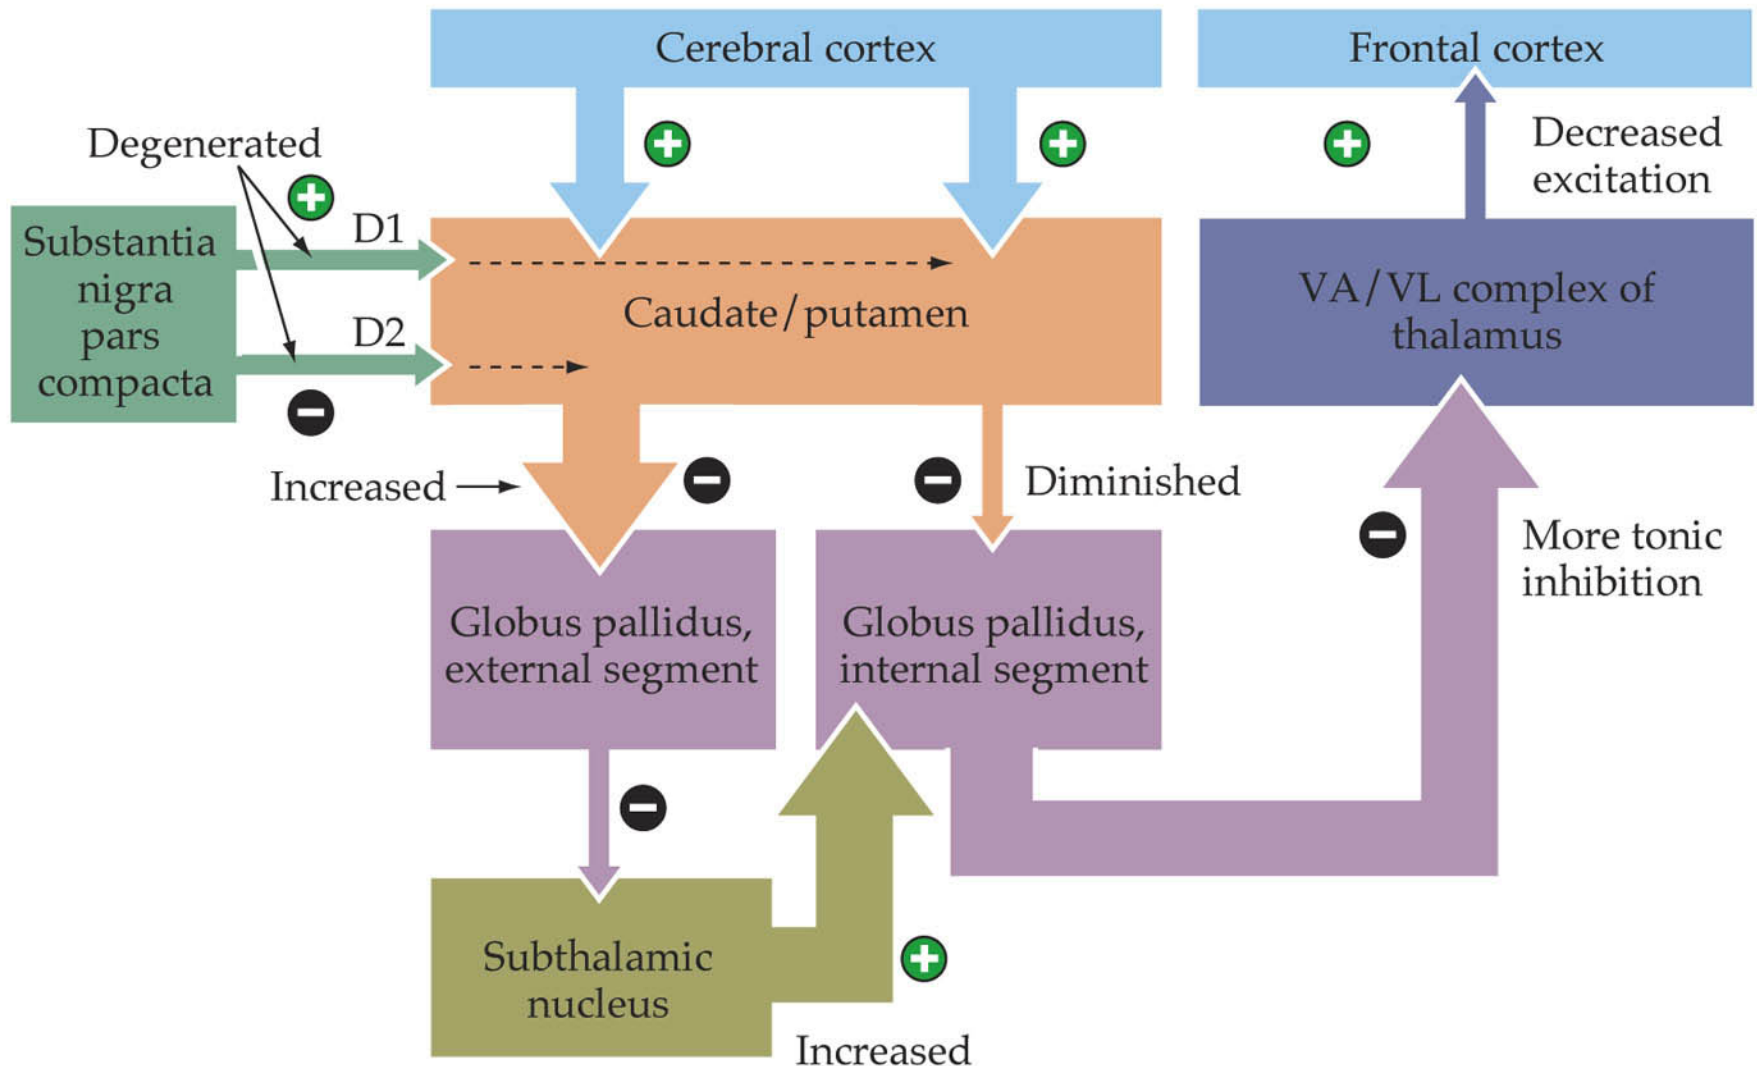 Cerebral cortex
Frontal cortex
Degenerated
Decreased
excitation
D1
Substantia
nigra
pars
compacta
D2
Caudate/putamen
VA/VL complex of
thalamus
Increased
Diminished
More tonic
inhibition
Globus pallidus,
external segment
Globus pallidus,
internal segment
Subthalamic
nucleus
Increased